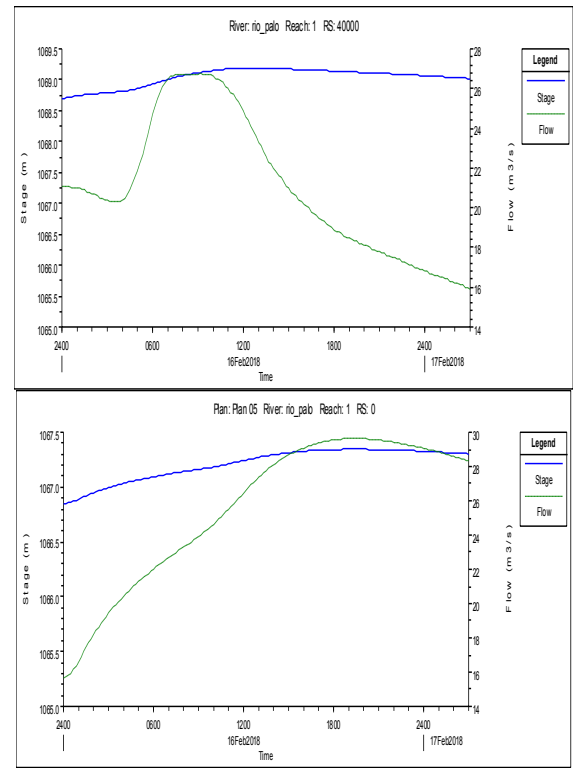 River: rio_palo Reach: 1 RS: 40000
1069.5
1069.0
1068.5
1068.0
1067.5
1067.0
1066.5
1066.0
1065.5
1065.0
Stage (m)
28
26
24
22
20
18
16
14
Flow (m3/s)
Legend
Stage
Flow
2400 0600 1200 1800 2400
16Feb2018 17Feb2018
Time
Plan: Plan 05 River: rio_palo Reach: 1 RS: 0
1067.5
1067.0
1066.5
1066.0
1065.5
1065.0
Stage (m)
30
28
26
24
22
20
18
16
14
Flow (m3/s)
Legend
Stage
Flow
2400 0600 1200 1800 2400
16Feb2018 17Feb2018
Time